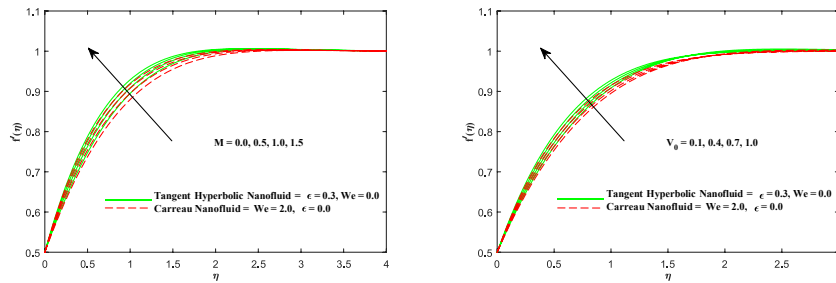 1.1
1
0.9
0.8
0.7
0.6
0.5
f'(η)
M = 0.0, 0.5, 1.0, 1.5
Tangent Hyperbolic Nanofluid = ϵ = 0.3, We = 0.0
Carreau Nanofluid = We = 2.0, ϵ = 0.0
0 0.5 1 1.5 2 2.5 3 3.5 4
η
1.1
1
0.9
0.8
0.7
0.6
0.5
f'(η)
V₀ = 0.1, 0.4, 0.7, 1.0
Tangent Hyperbolic Nanofluid = ϵ = 0.3, We = 0.0
Carreau Nanofluid = We = 2.0, ϵ = 0.0
0 0.5 1 1.5 2 2.5
η